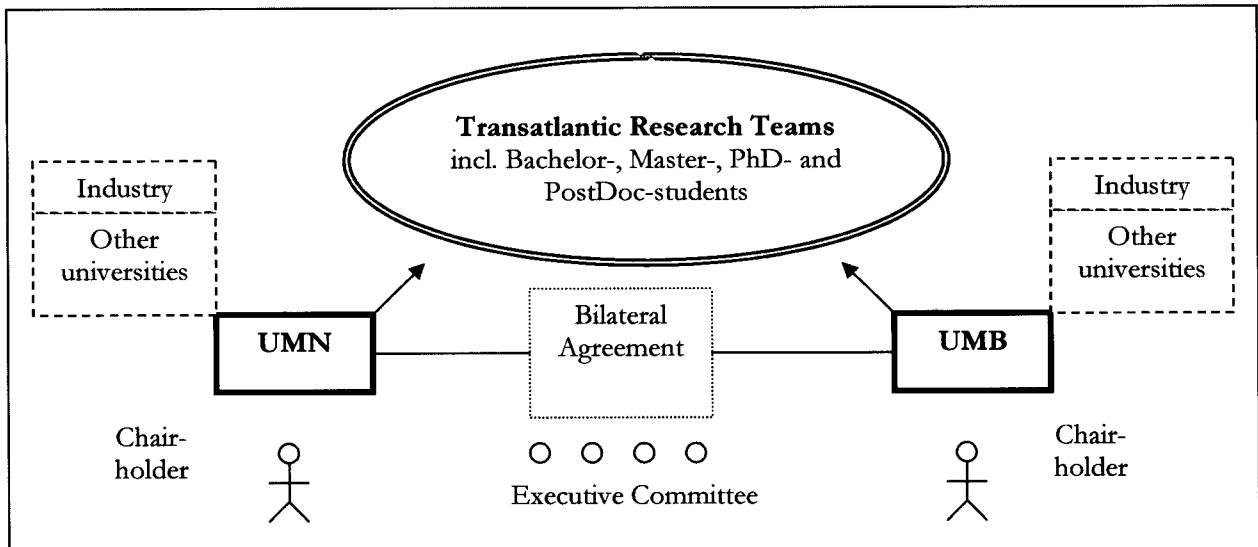 Transatlantic Research Teams
incl. Bachelor-, Master-, PhD- and
PostDoc-students
Industry
Other
universities
Industry
Other
universities
UMN
Bilateral
Agreement
UMB
Chair-
holder
Executive Committee
Chair-
holder